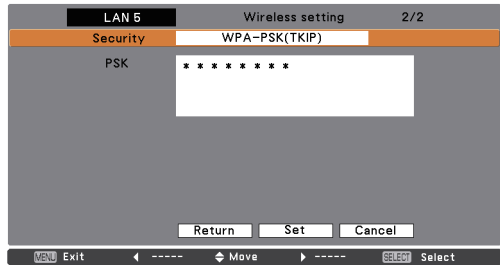 LAN 5 Wireless setting 2/2
Security WPA-PSK(TKIP)
PSK * * * * * * * *
Return Set Cancel
MENU Exit ◀ ----- ◆ Move ▶ ----- SELECT Select